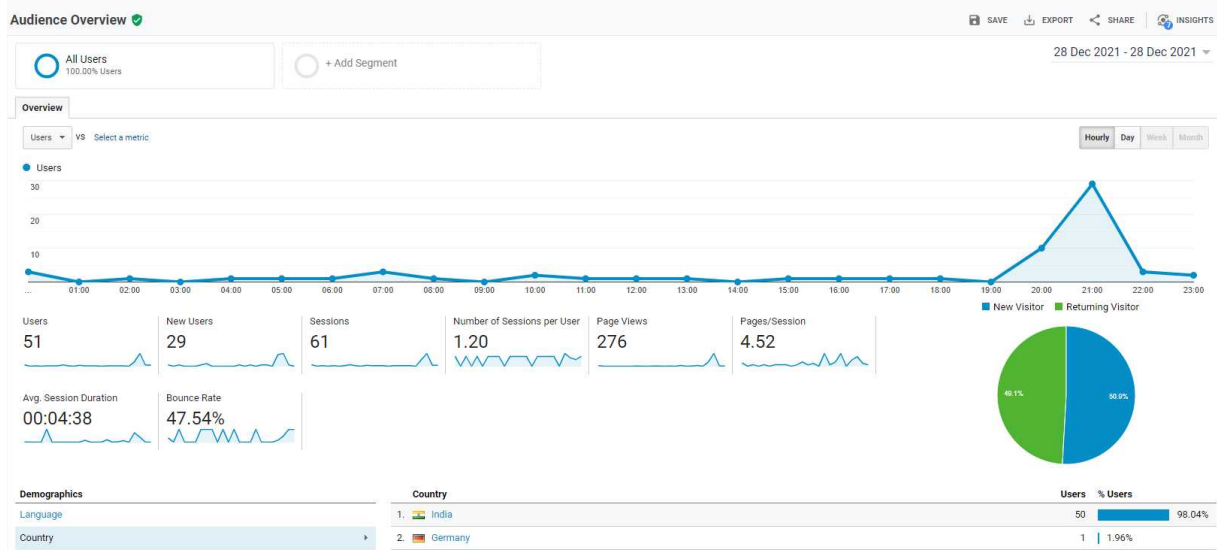 Audience Overview
SAVE EXPORT SHARE INSIGHTS
7
All Users
100.00% Users
+ Add Segment
28 Dec 2021 - 28 Dec 2021
Overview
Users VS Select a metric
Hourly Day Week Month
Users
30
20
10
... 01:00 02:00 03:00 04:00 05:00 06:00 07:00 08:00 09:00 10:00 11:00 12:00 13:00 14:00 15:00 16:00 17:00 18:00 19:00 20:00 21:00 22:00 23:00
New Visitor Returning Visitor
Users New Users Sessions Number of Sessions per User Page Views Pages/Session
51 29 61 1.20 276 4.52
49.1% 50.9%
Avg. Session Duration Bounce Rate
00:04:38 47.54%
Demographics Country Users % Users
Language 1. India 50 98.04%
Country 2. Germany 1 1.96%